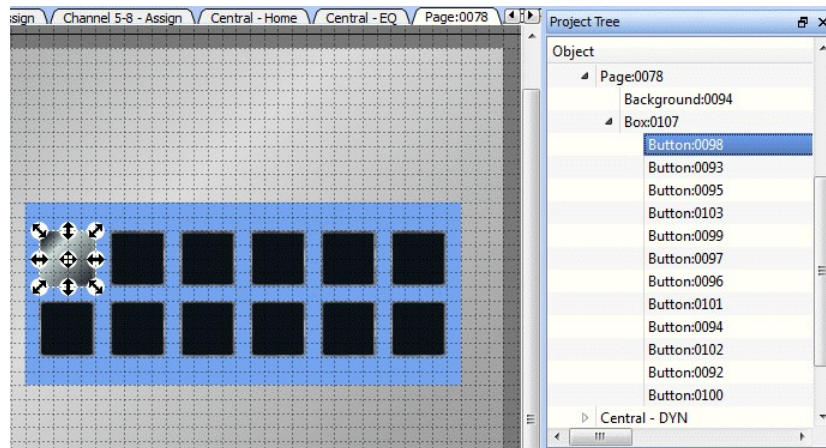 ssign
Channel 5-8 - Assign
Central - Home
Central - EQ
Page:0078
Project Tree
Object
Page:0078
Background:0094
Box:0107
Button:0098
Button:0093
Button:0095
Button:0103
Button:0099
Button:0097
Button:0096
Button:0101
Button:0094
Button:0102
Button:0092
Button:0100
Central - DYN